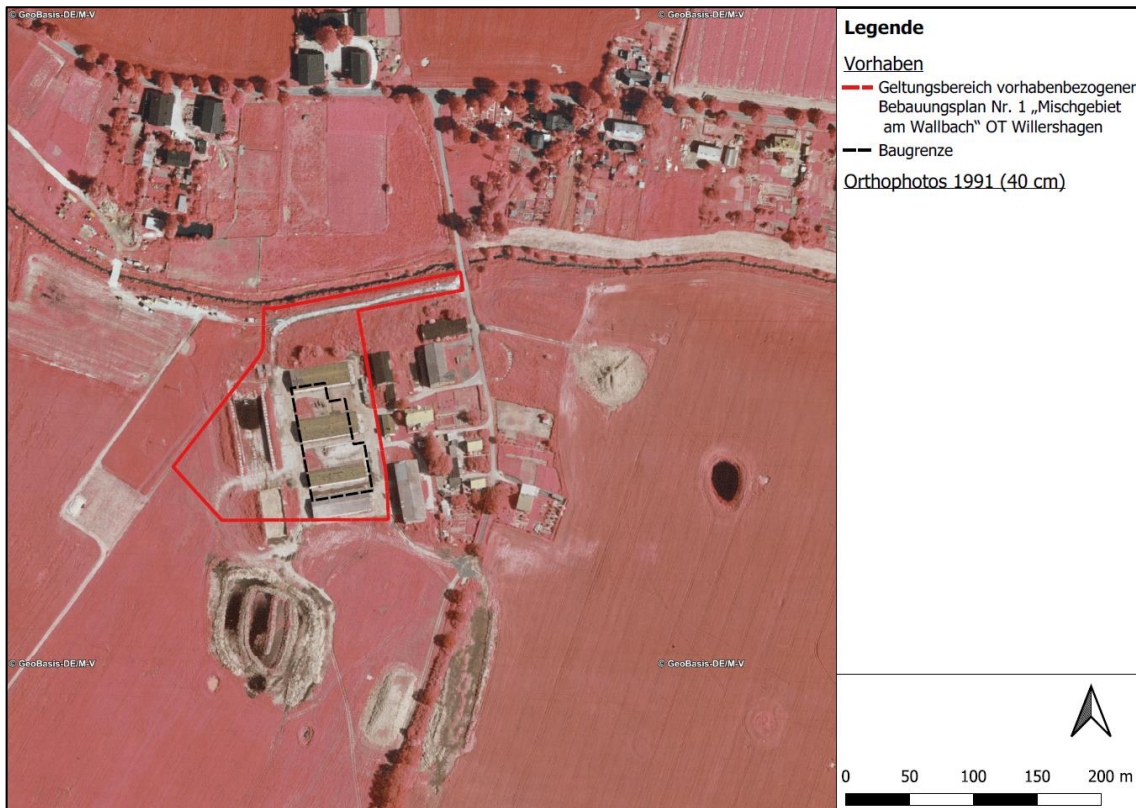 © GeoBasis-DE/M-V
© GeoBasis-DE/M-V
Legende
Vorhaben
Geltungsbereich vorhabenbezogener
Bebauungsplan Nr. 1 „Mischgebiet
am Wallbach“ OT Willershagen
Baugrenze
Orthophotos 1991 (40 cm)
© GeoBasis-DE/M-V
© GeoBasis-DE/M-V
0 50 100 150 200 m